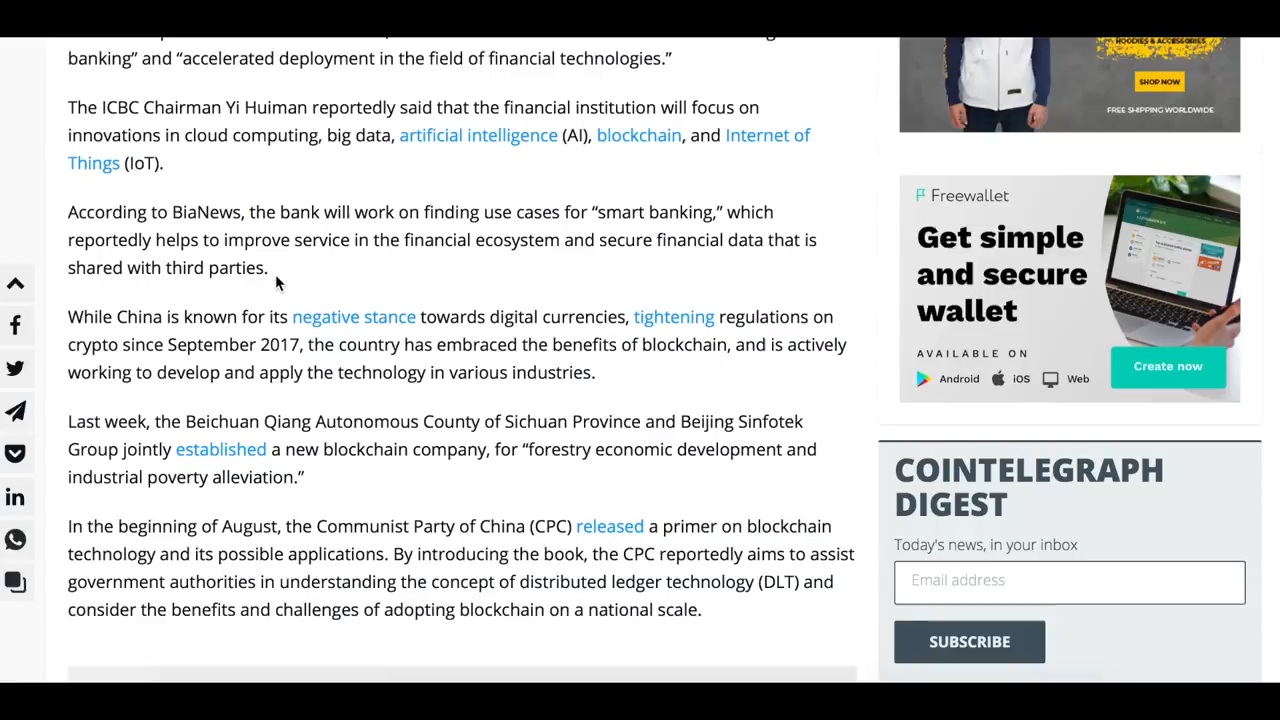 banking” and “accelerated deployment in the field of financial technologies.”
The ICBC Chairman Yi Huiman reportedly said that the financial institution will focus on
innovations in cloud computing, big data, artificial intelligence (AI), blockchain, and Internet of
Things (IoT).
According to BiaNews, the bank will work on finding use cases for “smart banking,” which
reportedly helps to improve service in the financial ecosystem and secure financial data that is
shared with third parties.
While China is known for its negative stance towards digital currencies, tightening regulations on
crypto since September 2017, the country has embraced the benefits of blockchain, and is actively
working to develop and apply the technology in various industries.
Last week, the Beichuan Qiang Autonomous County of Sichuan Province and Beijing Sinfotek
Group jointly established a new blockchain company, for “forestry economic development and
industrial poverty alleviation.”
In the beginning of August, the Communist Party of China (CPC) released a primer on blockchain
technology and its possible applications. By introducing the book, the CPC reportedly aims to assist
government authorities in understanding the concept of distributed ledger technology (DLT) and
consider the benefits and challenges of adopting blockchain on a national scale.
HOODIES & ACCESSORIES
SHOP NOW
FREE SHIPPING WORLDWIDE
Freewallet
Get simple
and secure
wallet
AVAILABLE ON
Android iOS Web
Create now
COINTELEGRAPH
DIGEST
Today's news, in your inbox
Email address
SUBSCRIBE